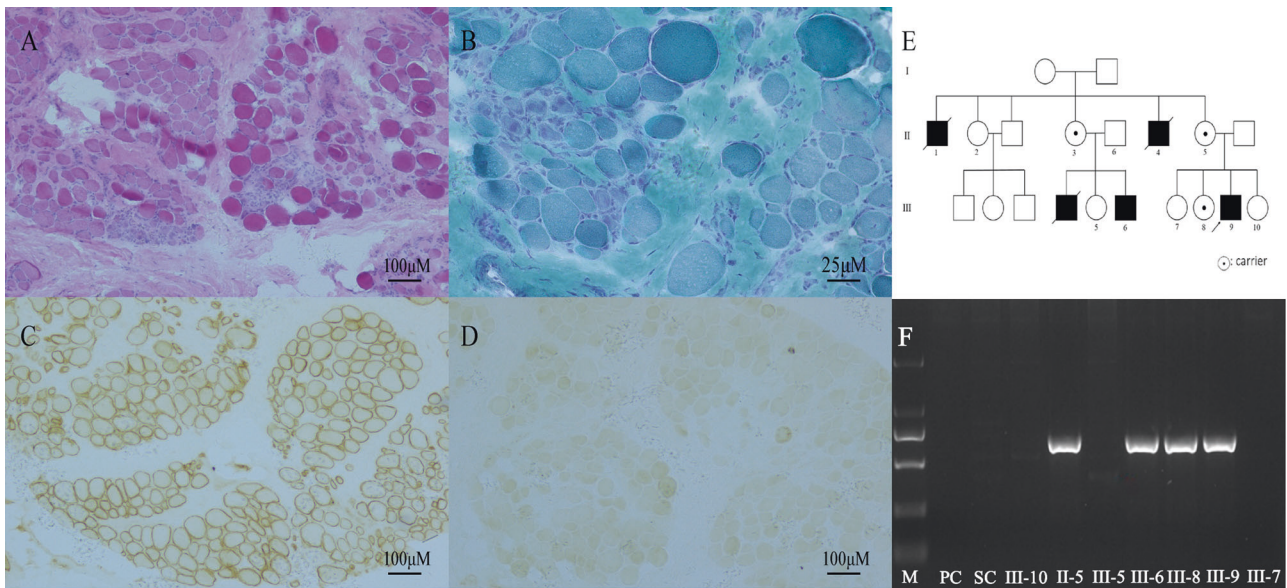 A
100μM
B
25μM
C
100μM
D
100μM
E
I
II
1
2
3
6
4
5
III
5
6
7
8
9
10
: carrier
F
M PC SC III-10 II-5 III-5 III-6 III-8 III-9 III-7